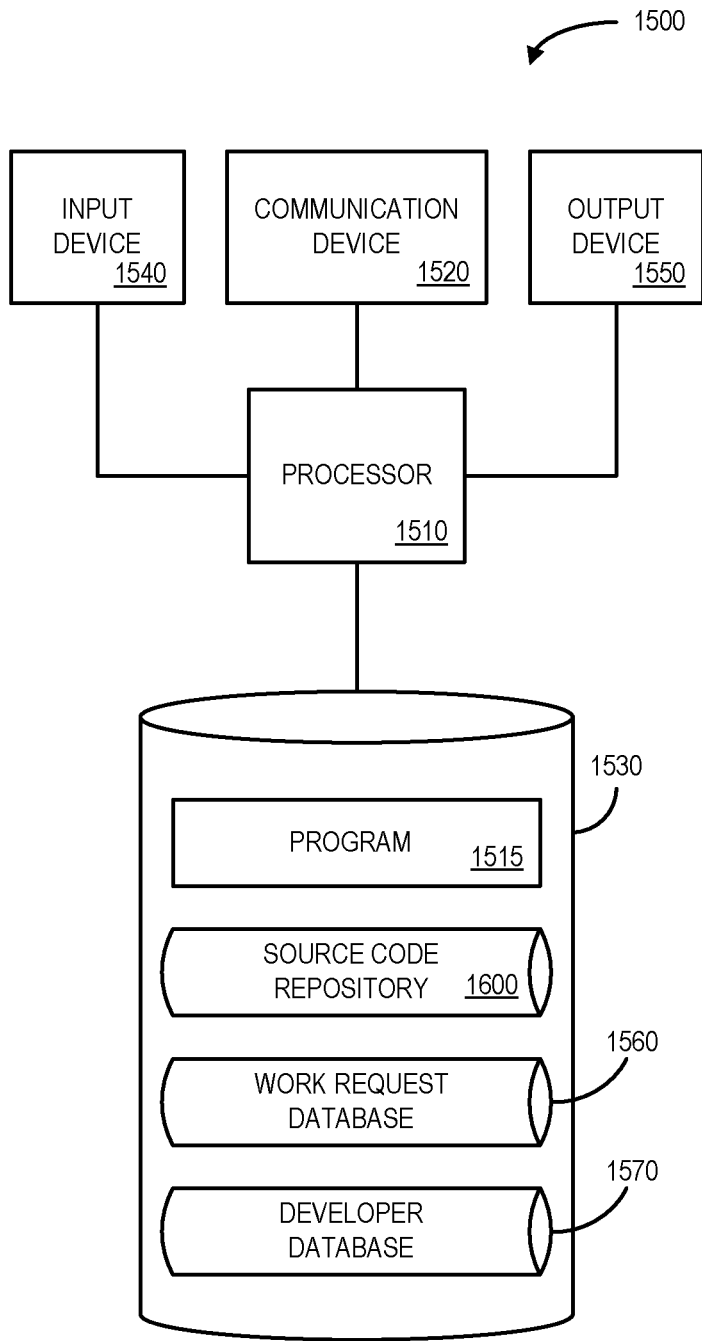 1500
INPUT
DEVICE
1540
COMMUNICATION
DEVICE
1520
OUTPUT
DEVICE
1550
PROCESSOR
1510
1530
PROGRAM
1515
SOURCE CODE
REPOSITORY
1600
1560
WORK REQUEST
DATABASE
1570
DEVELOPER
DATABASE